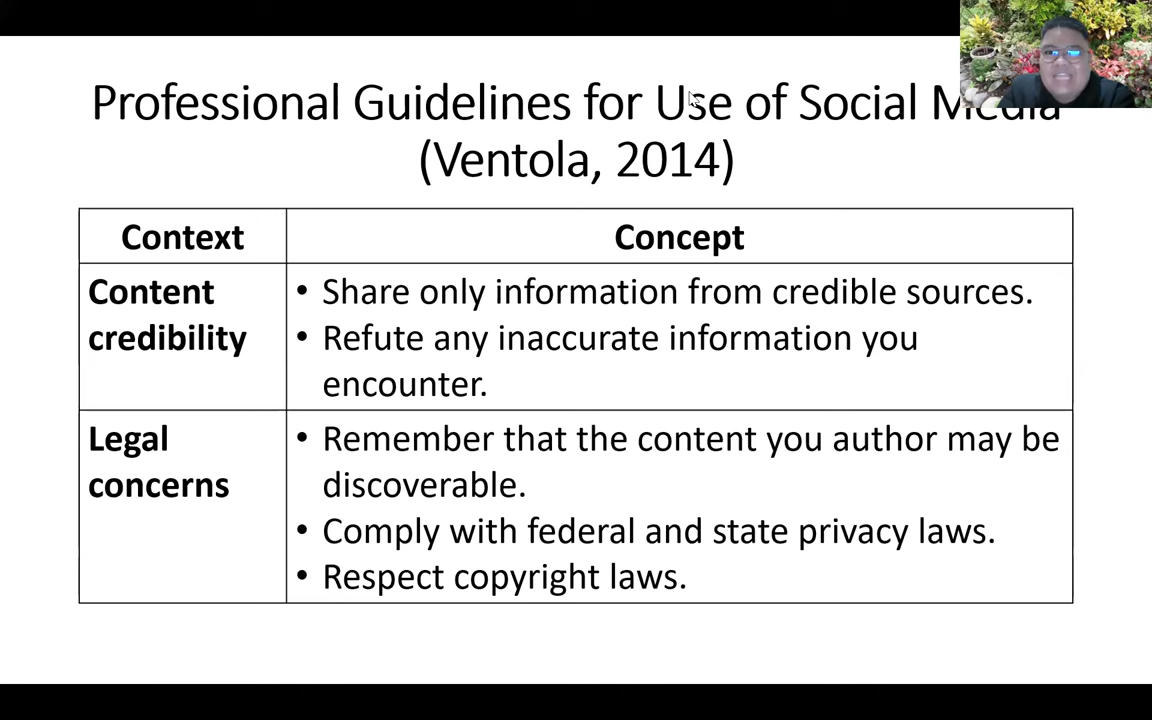 Professional Guidelines for Use of Social Media
(Ventola, 2014)
Context
Concept
Content
credibility
• Share only information from credible sources.
• Refute any inaccurate information you
encounter.
Legal
concerns
• Remember that the content you author may be
discoverable.
• Comply with federal and state privacy laws.
• Respect copyright laws.